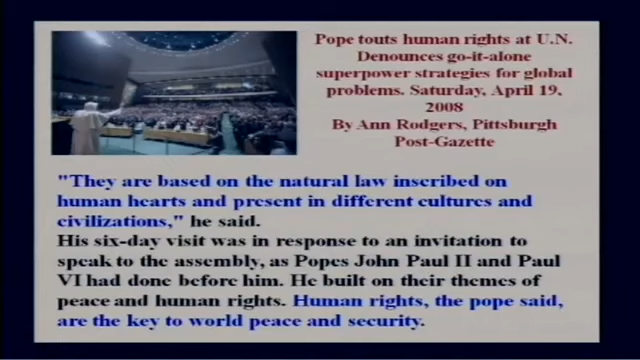 Pope touts human rights at U.N.
Denounces go-it-alone
superpower strategies for global
problems. Saturday, April 19,
2008
By Ann Rodgers, Pittsburgh
Post-Gazette
"They are based on the natural law inscribed on
human hearts and present in different cultures and
civilizations," he said.
His six-day visit was in response to an invitation to
speak to the assembly, as Popes John Paul II and Paul
VI had done before him. He built on their themes of
peace and human rights. Human rights, the pope said,
are the key to world peace and security.